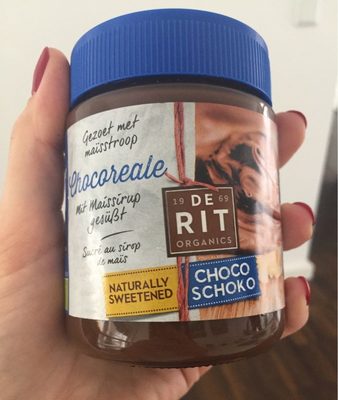 Gezoet met
maïsstroop
Chocoreale
Mit Maissirup
gesüßt
Sucré au sirop
de maïs
19 DE 69
RIT
ORGANICS
NATURALLY
SWEETENED
CHOCO
SCHOKO